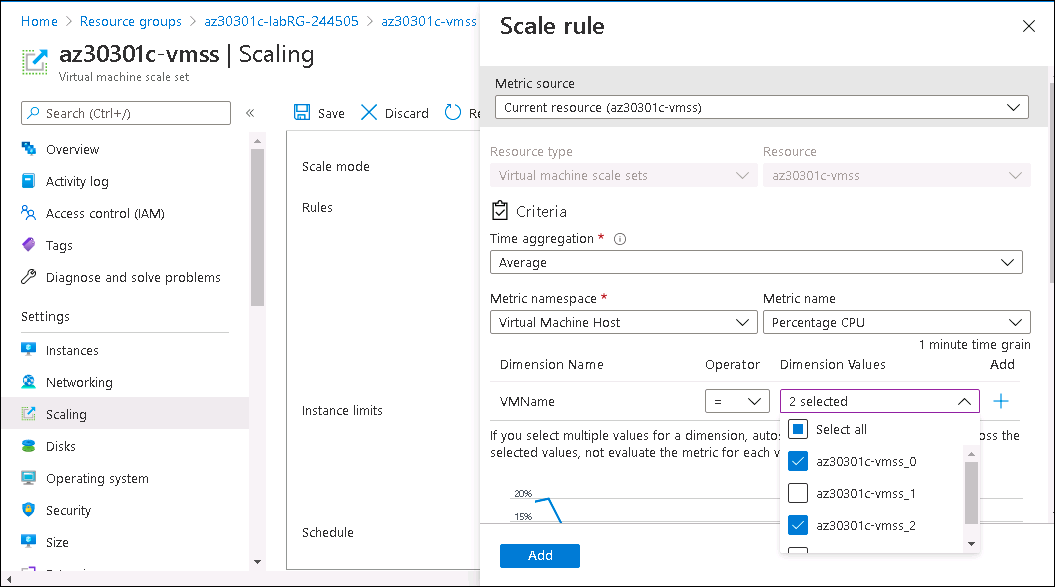 Home > Resource groups > az30301c-labRG-244505 > az30301c-vmss
az30301c-vmss | Scaling
Virtual machine scale set
Search (Ctrl+/)
«
Overview
Activity log
Access control (IAM)
Tags
Diagnose and solve problems
Settings
Instances
Networking
Scaling
Disks
Operating system
Security
Size
Save
Discard
Re
Scale mode
Rules
Instance limits
Schedule
Scale rule
Metric source
Current resource (az30301c-vmss)
Resource type
Resource
Virtual machine scale sets
az30301c-vmss
Criteria
Time aggregation *
Average
Metric namespace *
Metric name
Virtual Machine Host
Percentage CPU
1 minute time grain
Dimension Name
Operator
Dimension Values
Add
VMName
=
2 selected
+
Select all
az30301c-vmss_0
az30301c-vmss_1
az30301c-vmss_2
If you select multiple values for a dimension, autos oss the
selected values, not evaluate the metric for each v
20%
15%
Add